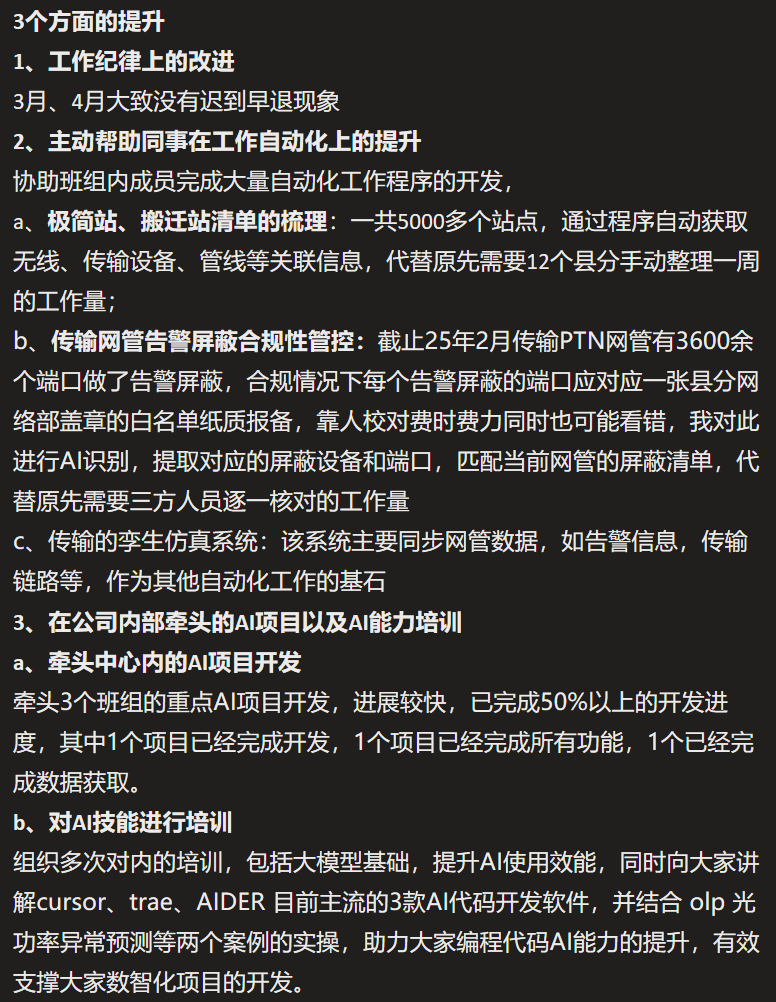 3个方面的提升
1、工作纪律上的改进
3月、4月大致没有迟到早退现象
2、主动帮助同事在工作自动化上的提升
协助班组内成员完成大量自动化工作程序的开发，
a、极简站、搬迁站清单的梳理：一共5000多个站点，通过程序自动获取
无线、传输设备、管线等关联信息，代替原先需要12个县分手动整理一周
的工作量；
b、传输网管告警屏蔽合规性管控：截止25年2月传输PTN网管有3600余
个端口做了告警屏蔽，合规情况下每个告警屏蔽的端口应对应一张县分网
络部盖章的白名单纸质报备，靠人校对费时费力同时也可能看错，我对此
进行AI识别，提取对应的屏蔽设备和端口，匹配当前网管的屏蔽清单，代
替原先需要三方人员逐一核对的工作量
c、传输的孪生仿真系统：该系统主要同步网管数据，如告警信息，传输
链路等，作为其他自动化工作的基石
3、在公司内部牵头的AI项目以及AI能力培训
a、牵头中心内的AI项目开发
牵头3个班组的重点AI项目开发，进展较快，已完成50%以上的开发进
度，其中1个项目已经完成开发，1个项目已经完成所有功能，1个已经完
成数据获取。
b、对AI技能进行培训
组织多次对内的培训，包括大模型基础，提升AI使用效能，同时向大家讲
解cursor、trae、AIDER 目前主流的3款AI代码开发软件，并结合 olp 光
功率异常预测等两个案例的实操，助力大家编程代码AI能力的提升，有效
支撑大家数智化项目的开发。